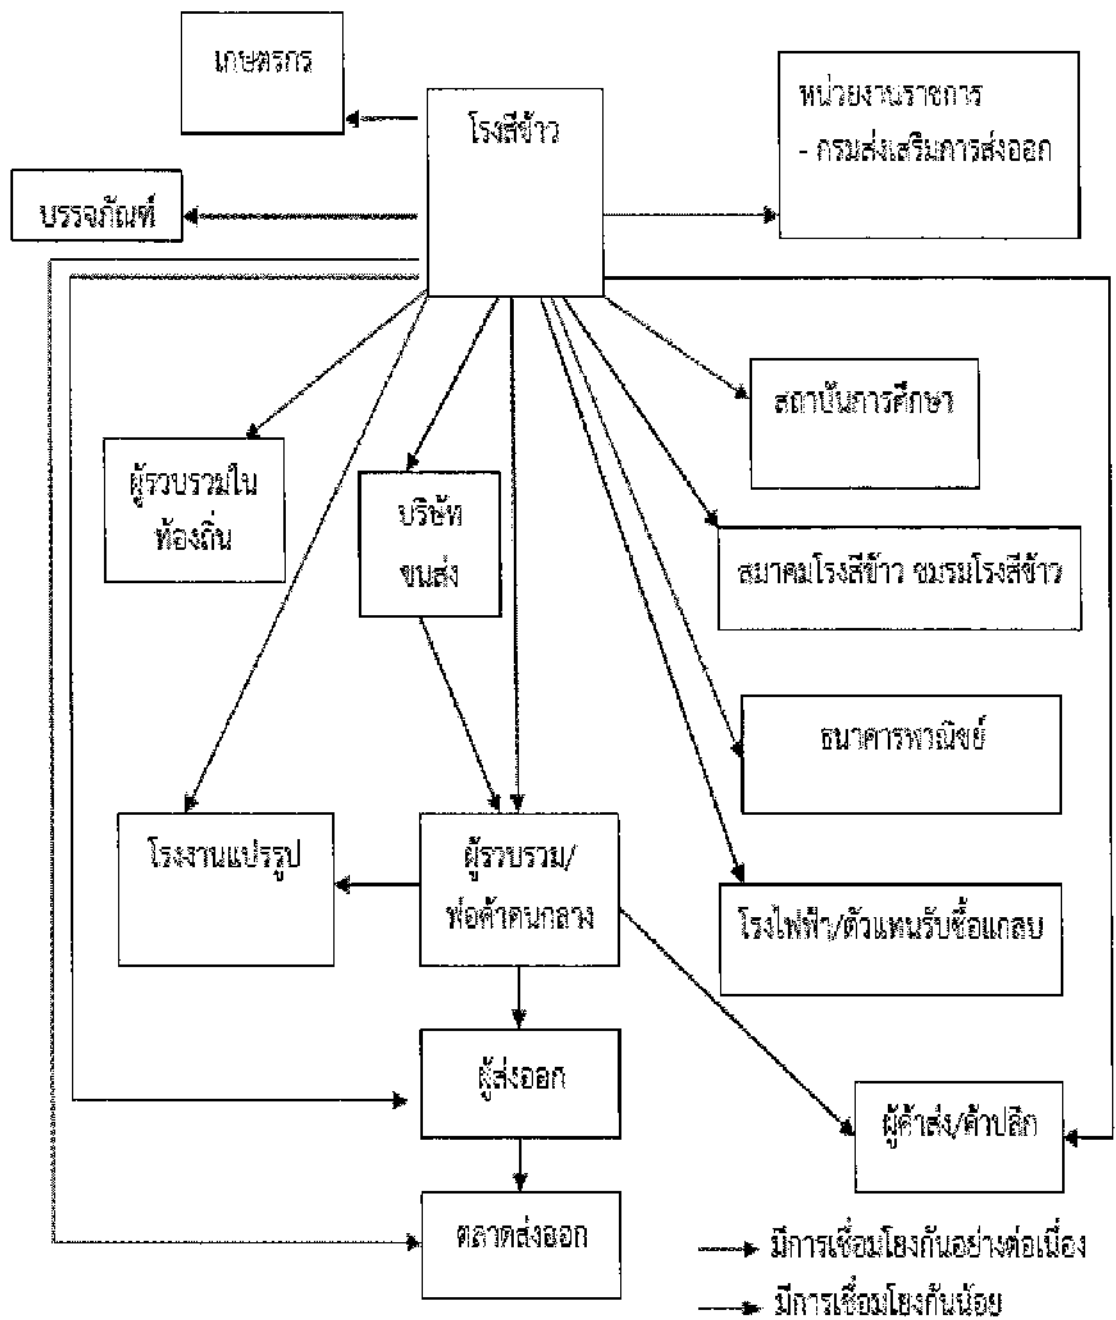 เกษตรกร
โรงสีข้าว
หน่วยงานราชการ
- กรมส่งเสริมการส่งออก
บรรจภัณฑ์
สถาบันการศึกษา
ผู้รวบรวมใน
ท้องถิ่น
บริษัท
ขนส่ง
สมาคมโรงสีข้าว ชมรมโรงสีข้าว
ธนาคารพาณิชย์
โรงงานแปรรูป
ผู้รวบรวม/
พ่อค้าคนกลาง
โรงไฟฟ้า/ตัวแทนรับซื้อแกลบ
ผู้ส่งออก
ผู้ค้าส่ง/ค้าปลีก
ตลาดส่งออก
มีการเชื่อมโยงกันอย่างต่อเนื่อง
มีการเชื่อมโยงกันน้อย